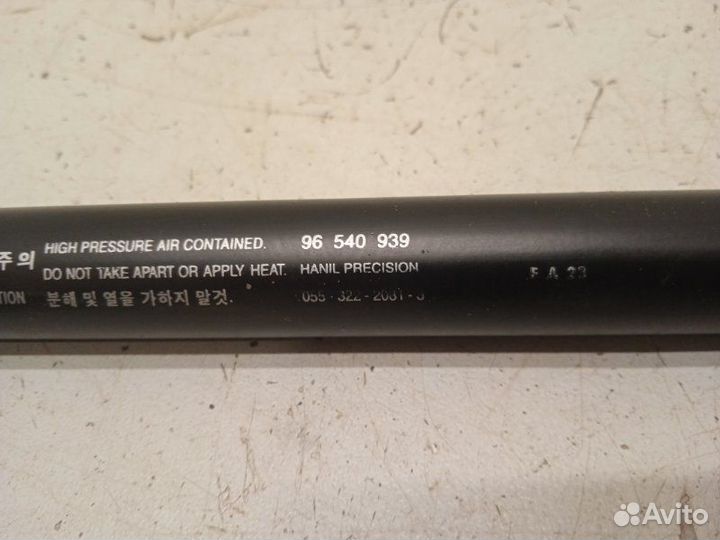 주의 HIGH PRESSURE AIR CONTAINED. 96 540 939
DO NOT TAKE APART OR APPLY HEAT. HANIL PRECISION
TION 분해 및 열을 가하지 말것.
Avito